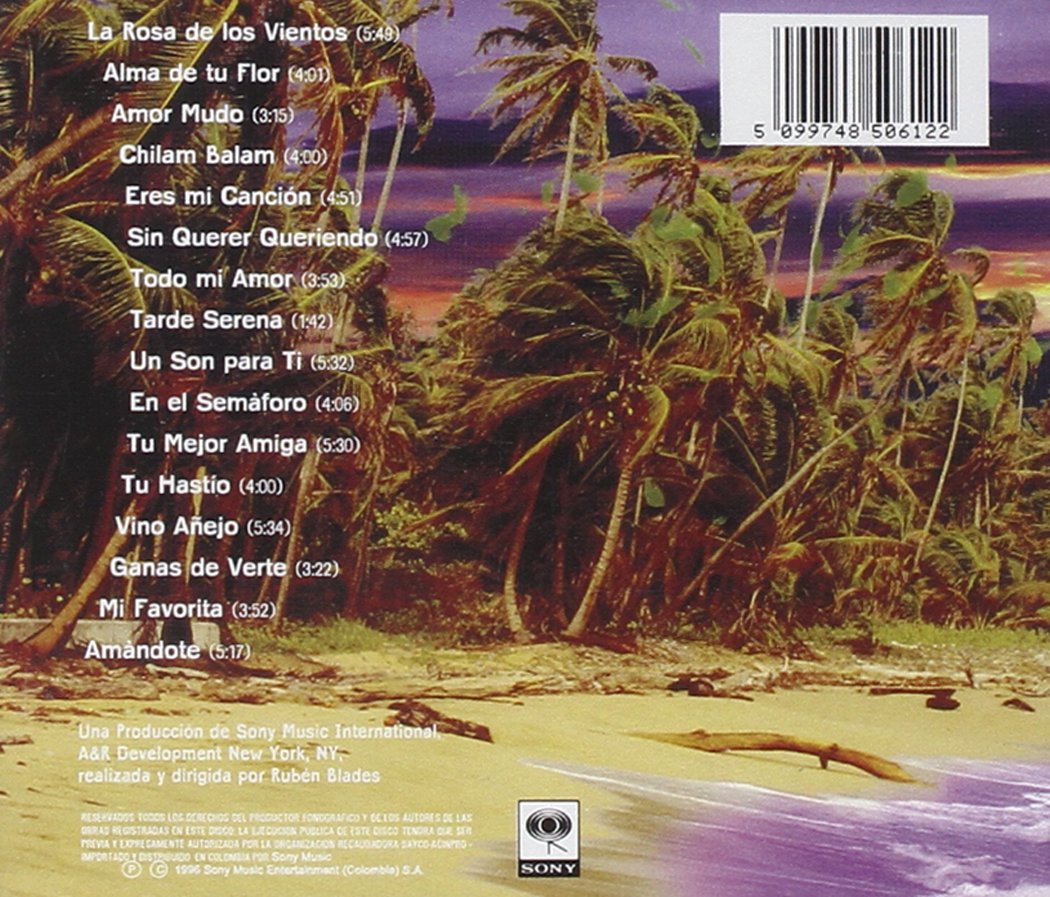 La Rosa de los Vientos (5:49)
Alma de tu Flor (4:01)
Amor Mudo (3:15)
Chilam Balam (4:00)
Eres mi Canción (4:51)
Sin Querer Queriendo (4:57)
Todo mi Amor (3:53)
Tarde Serena (1:42)
Un Son para Ti (5:32)
En el Semàforo (4:06)
Tu Mejor Amiga (5:30)
Tu Hastío (4:00)
Vino Añejo (5:34)
Ganas de Verte (3:22)
Mi Favorita (3:52)
Amàndote (5:17)
5 099748 506122
Una Producción de Sony Music International,
A&R Development New York, NY.
realizada y dirigida por Rubén Blades
RESERVADOS TODOS LOS DERECHOS DEL PRODUCTOR FONOGRAFICO Y DE LOS AUTORES DE LAS
OBRAS REGISTRADAS EN ESTE DISCO. LA EJECUCION PUBLICA DE ESTE DISCO TENDRA QUE SER
PREVIA Y EXPRESAMENTE AUTORIZADA POR LA ORGANIZACION RECAUDADORA SAYCO-ACINPRO -
IMPORTADO Y DISTRIBUIDO EN COLOMBIA POR Sony Music
Ⓟ Ⓒ 1996 Sony Music Entertainment (Colombia) S.A.
SONY